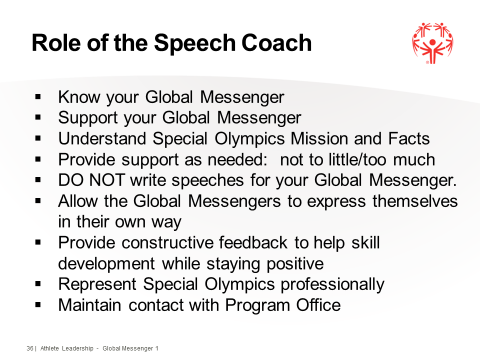 Role of the Speech Coach
▪ Know your Global Messenger
▪ Support your Global Messenger
▪ Understand Special Olympics Mission and Facts
▪ Provide support as needed:  not to little/too much
▪ DO NOT write speeches for your Global Messenger.
▪ Allow the Global Messengers to express themselves
in their own way
▪ Provide constructive feedback to help skill
development while staying positive
▪ Represent Special Olympics professionally
▪ Maintain contact with Program Office
36 | Athlete Leadership - Global Messenger 1